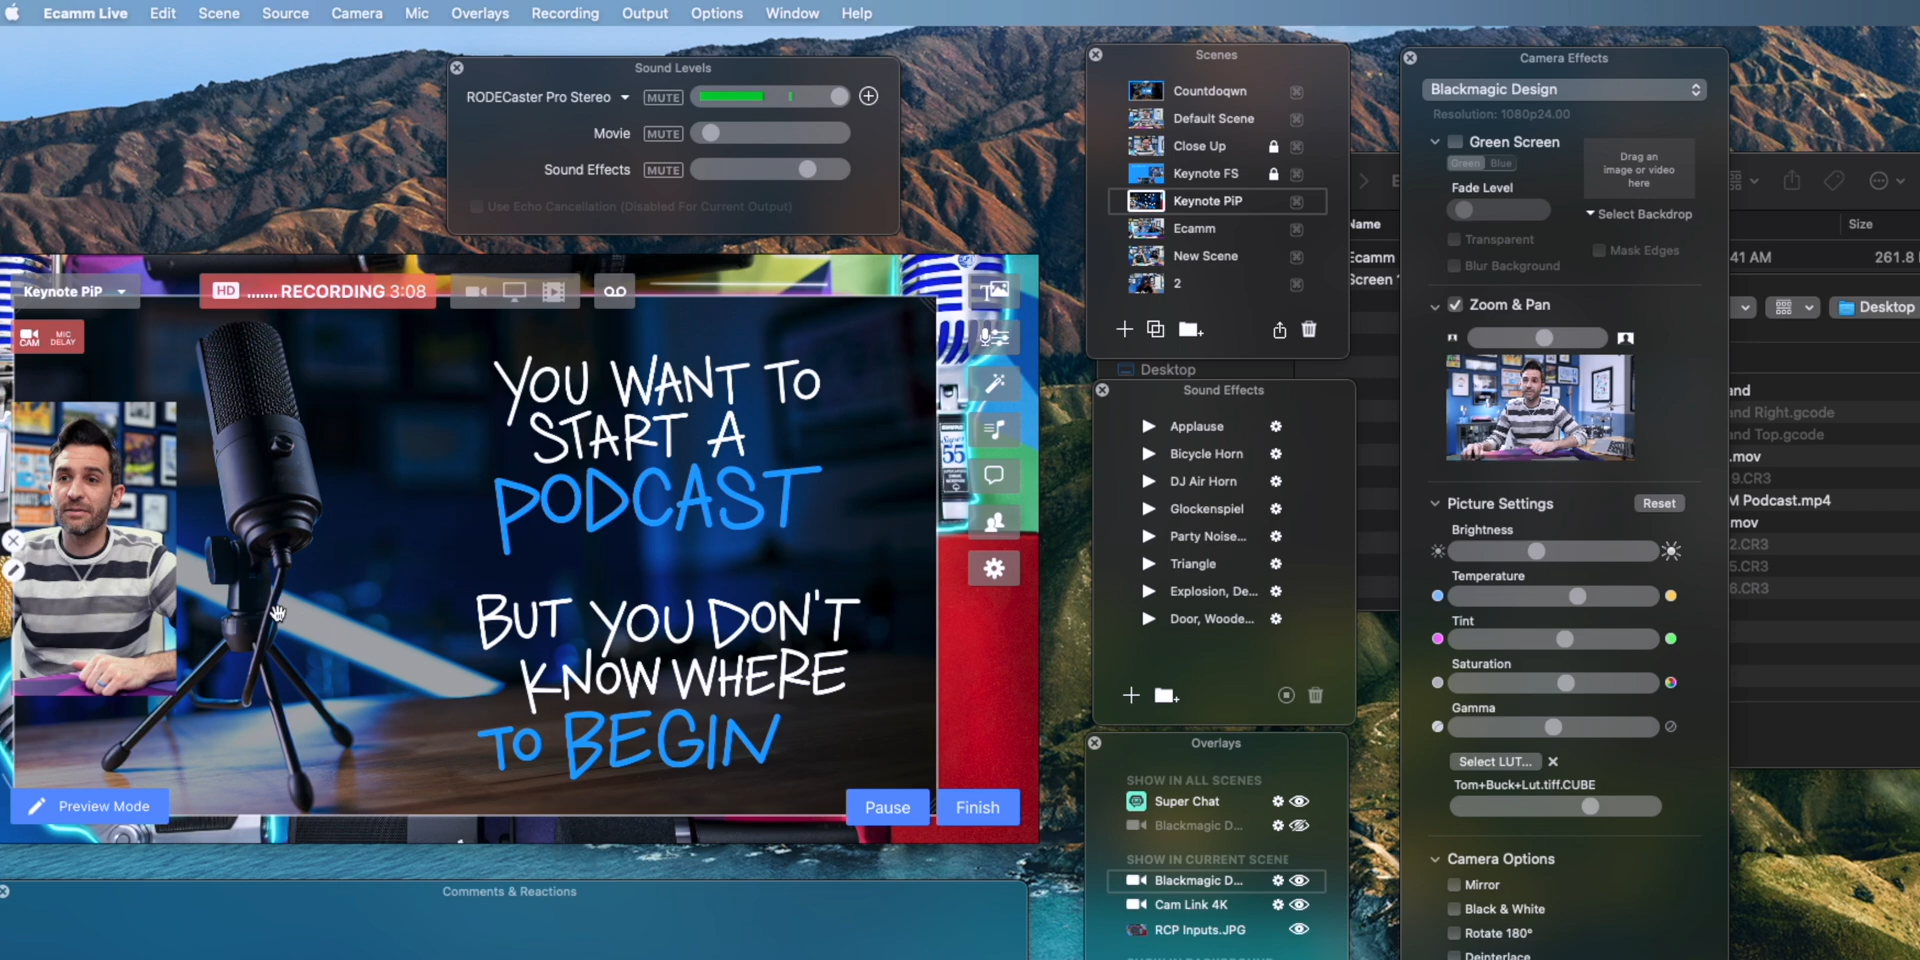 Ecamm Live Edit Scene Source Camera Mic Overlays Recording Output Options Window Help
Sound Levels
RODECaster Pro Stereo MUTE
Movie MUTE
Sound Effects MUTE
Use Echo Cancellation (Disabled For Current Output)
Keynote PiP
HD ....... RECORDING 3:08
CAM
MIC
DELAY
YOU WANT TO
START A
PODCAST
BUT YOU DON'T
KNOW WHERE
TO BEGIN
Super
55
Preview Mode
Pause
Finish
Comments & Reactions
Scenes
Countdoqwn
Default Scene
Close Up
Keynote FS
Keynote PiP
Ecamm
New Scene
2
Desktop
Sound Effects
Applause
Bicycle Horn
DJ Air Horn
Glockenspiel
Party Noise...
Triangle
Explosion, De...
Door, Woode...
Overlays
SHOW IN ALL SCENES
Super Chat
Blackmagic D...
SHOW IN CURRENT SCENE
Blackmagic D...
Cam Link 4K
RCP Inputs.JPG
Camera Effects
Blackmagic Design
Resolution: 1080p24.00
Green Screen
Green Blue
Drag an
image or video
here
Fade Level
Select Backdrop
Transparent
Mask Edges
Blur Background
Zoom & Pan
Picture Settings
Reset
Brightness
Temperature
Tint
Saturation
Gamma
Select LUT...
Tom+Buck+Lut.tiff.CUBE
Camera Options
Mirror
Black & White
Rotate 180°
Deinterlace
Name
Size
Ecamm
41 AM
261.8
Screen
Desktop
and
and Right.gcode
and Top.gcode
.mov
9.CR3
M Podcast.mp4
mov
2.CR3
5.CR3
6.CR3